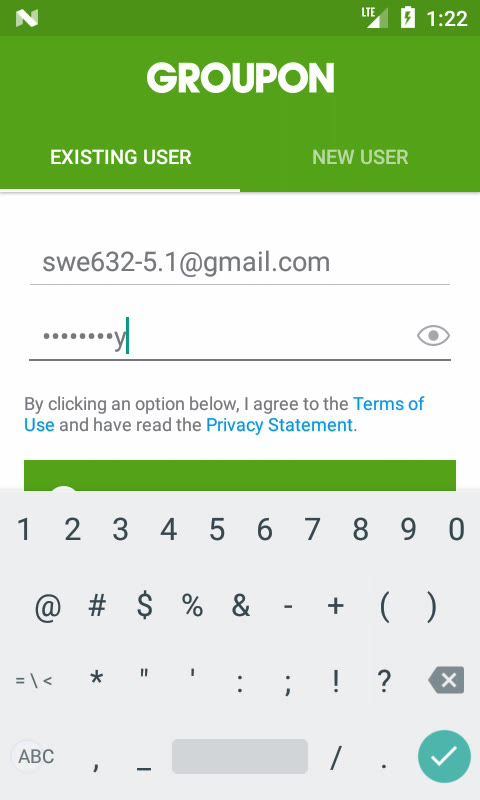 LTE 1:22
GROUPON
EXISTING USER NEW USER
swe632-5.1@gmail.com
••••••••y
By clicking an option below, I agree to the Terms of
Use and have read the Privacy Statement.
1 2 3 4 5 6 7 8 9 0
@ # $ % & - + ( )
= \ < * " ' : ; ! ?
ABC , _ / .